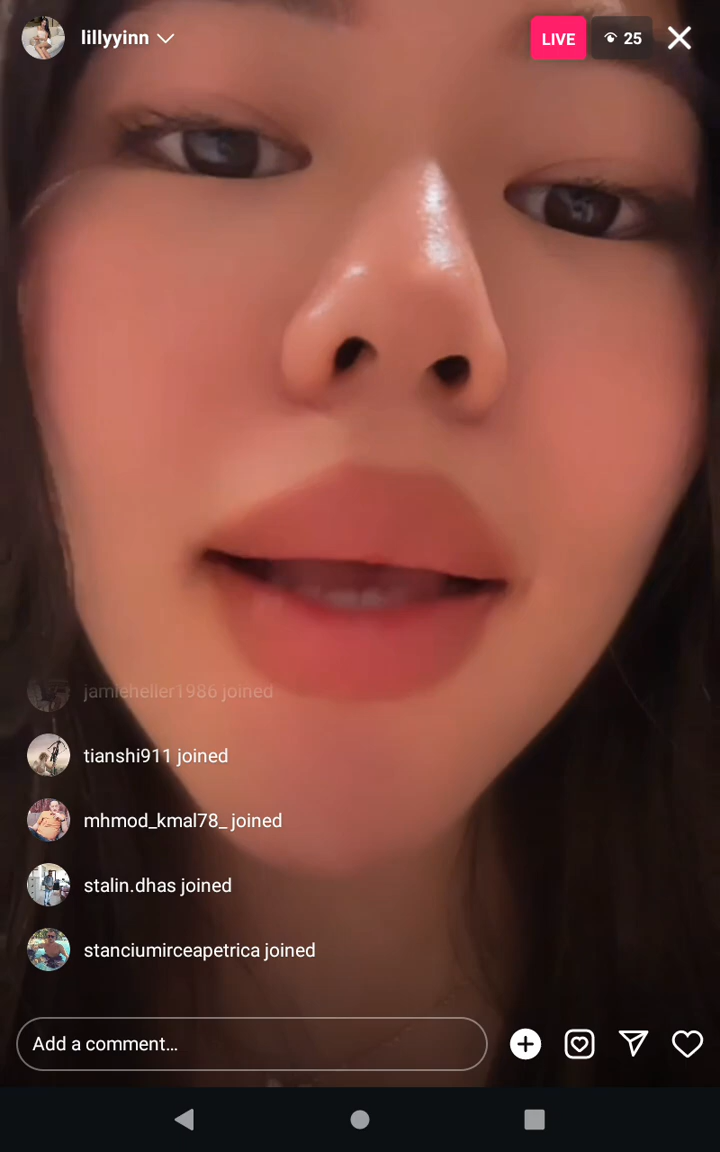 lillyyinn
LIVE
25
jamieheller1986 joined
tianshi911 joined
mhmod_kmal78_ joined
stalin.dhas joined
stanciumirceapetrica joined
Add a comment...